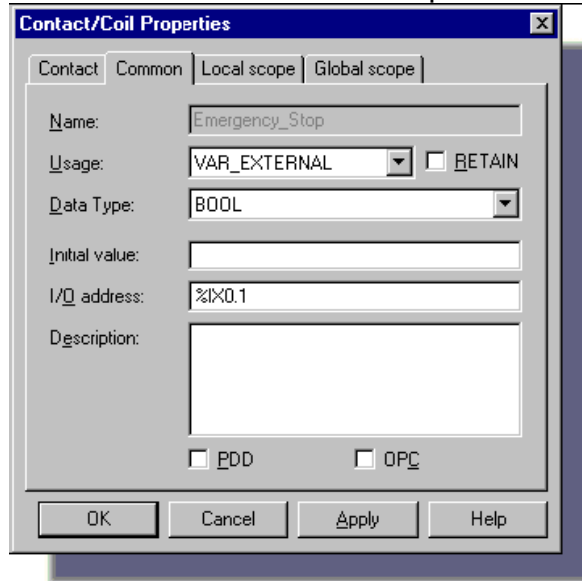 Contact/Coil Properties
Contact Common Local scope Global scope
Name: Emergency_Stop
Usage: VAR_EXTERNAL RETAIN
Data Type: BOOL
Initial value:
I/O address: %IX0.1
Description:
PDD OPC
OK Cancel Apply Help